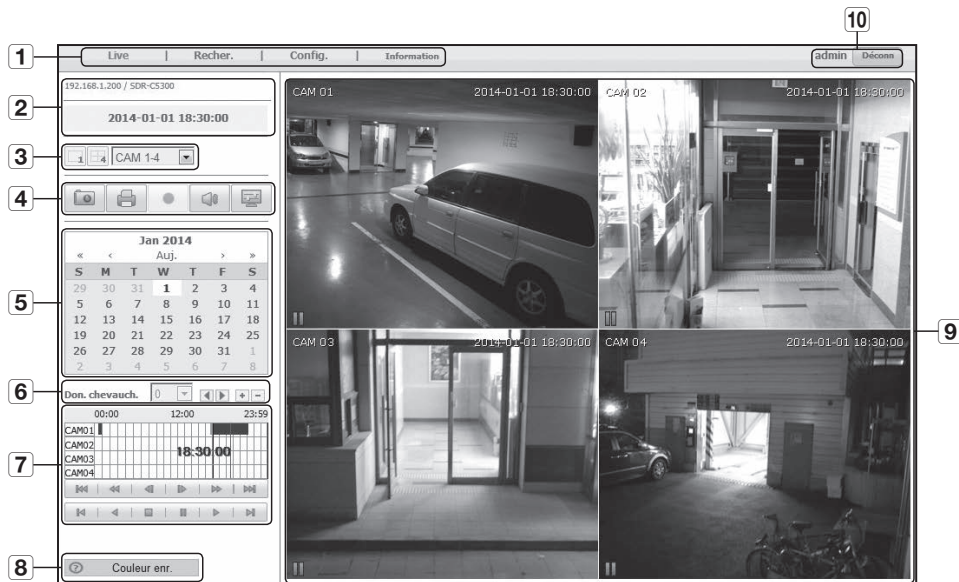 10
1
Live | Recher. | Config. | Information
admin Déconn
2
192.168.1.200 / SDR-C5300
2014-01-01 18:30:00
3
1 4 CAM 1-4
4
5
Jan 2014
« ‹ Auj. › »
S M T W T F S
29 30 31 1 2 3 4
5 6 7 8 9 10 11
12 13 14 15 16 17 18
19 20 21 22 23 24 25
26 27 28 29 30 31 1
2 3 4 5 6 7 8
6
Don. chevauch. 0
7
00:00 12:00 23:59
CAM01
CAM02
18:30:00
CAM03
CAM04
8
Couleur enr.
CAM 01 2014-01-01 18:30:00
CAM 02 2014-01-01 18:30:00
CAM 03 2014-01-01 18:30:00
CAM 04 2014-01-01 18:30:00
9